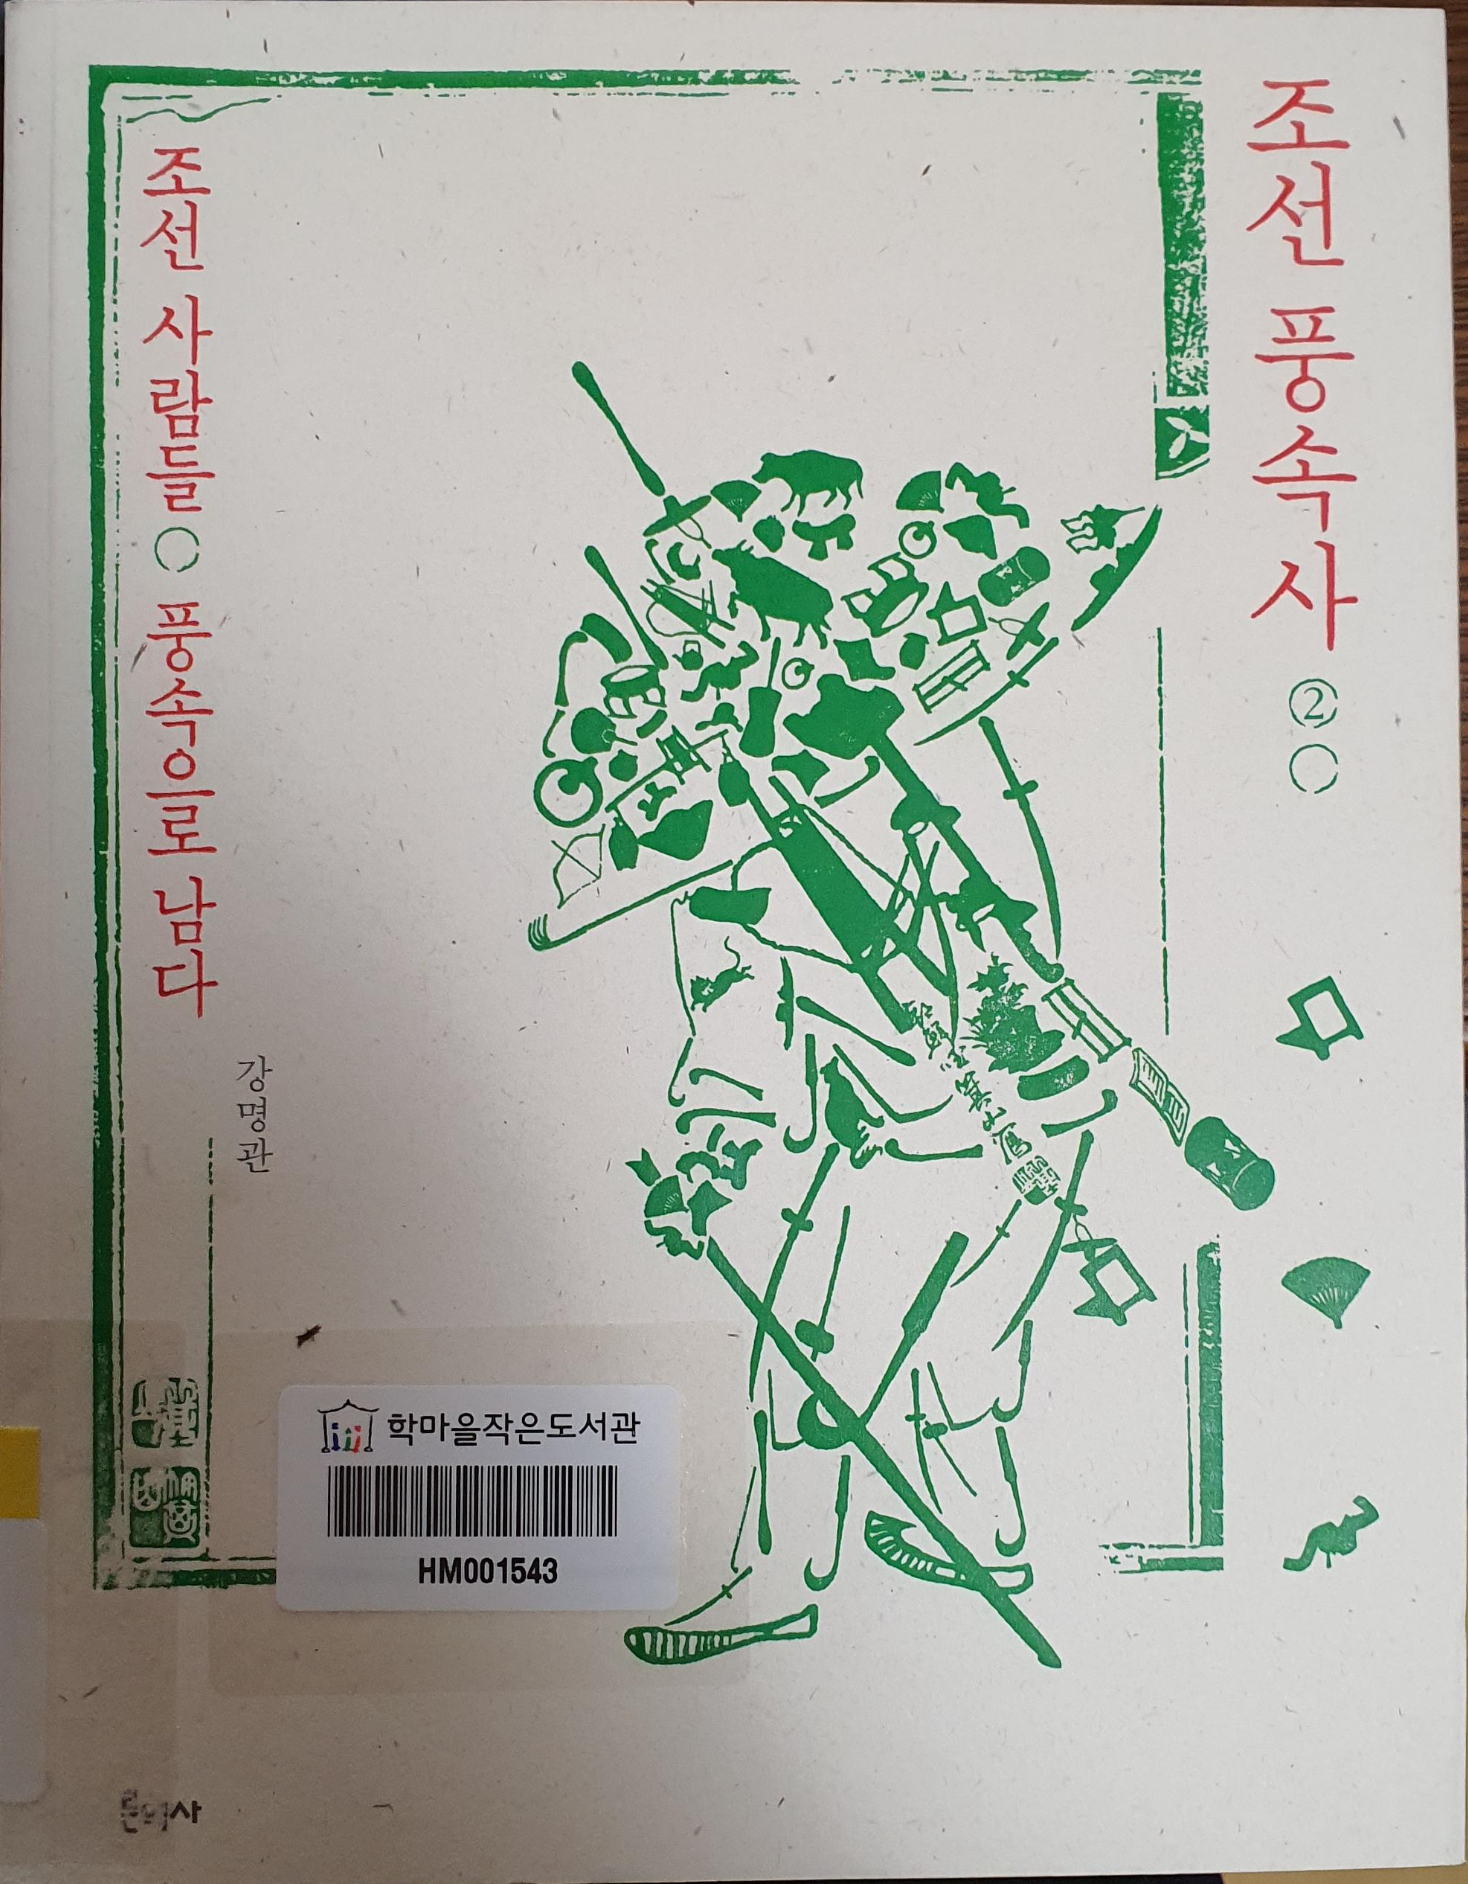 조선 풍속사 ②
조선 사람들 풍속으로 남다
강명관
학마을작은도서관
HM001543